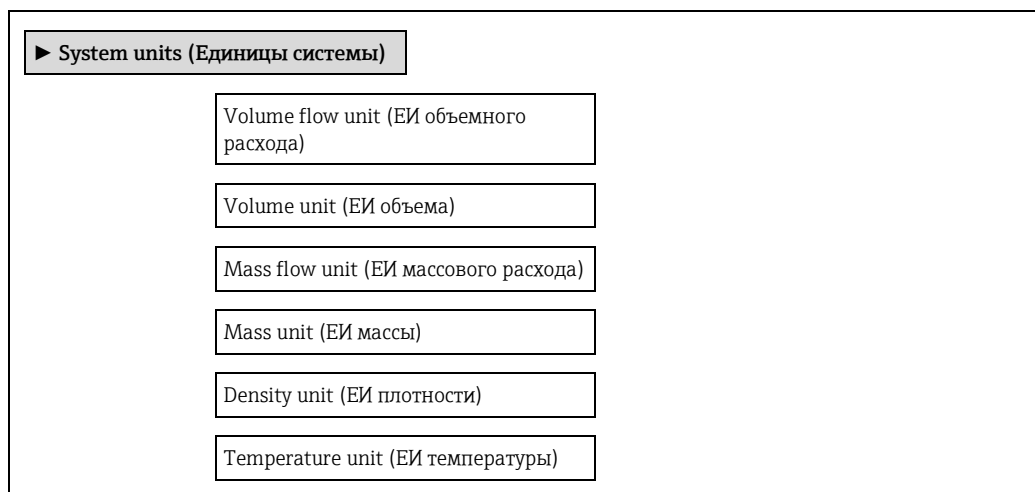 ► System units (Единицы системы)
Volume flow unit (ЕИ объемного
расхода)
Volume unit (ЕИ объема)
Mass flow unit (ЕИ массового расхода)
Mass unit (ЕИ массы)
Density unit (ЕИ плотности)
Temperature unit (ЕИ температуры)